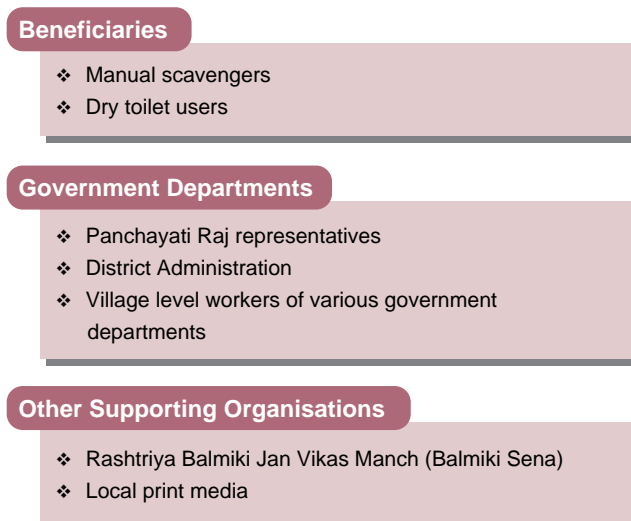 Beneficiaries
❖ Manual scavengers
❖ Dry toilet users
Government Departments
❖ Panchayati Raj representatives
❖ District Administration
❖ Village level workers of various government
departments
Other Supporting Organisations
❖ Rashtriya Balmiki Jan Vikas Manch (Balmiki Sena)
❖ Local print media